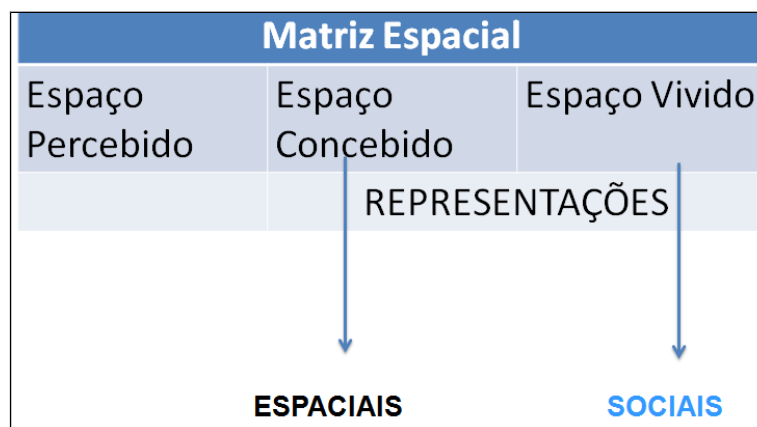 Matriz Espacial
Espaço
Percebido
Espaço
Concebido
Espaço Vivido
REPRESENTAÇÕES
ESPACIAIS
SOCIAIS